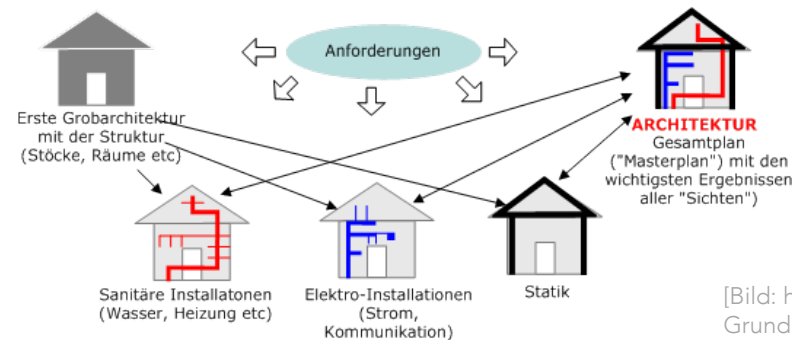 Anforderungen
Erste Grobarchitektur
mit der Struktur
(Stöcke, Räume etc)
ARCHITEKTUR
Gesamtplan
("Masterplan") mit den
wichtigsten Ergebnissen
aller "Sichten")
Sanitäre Installatonen
(Wasser, Heizung etc)
Elektro-Installationen
(Strom,
Kommunikation)
Statik
[Bild: h
Grund